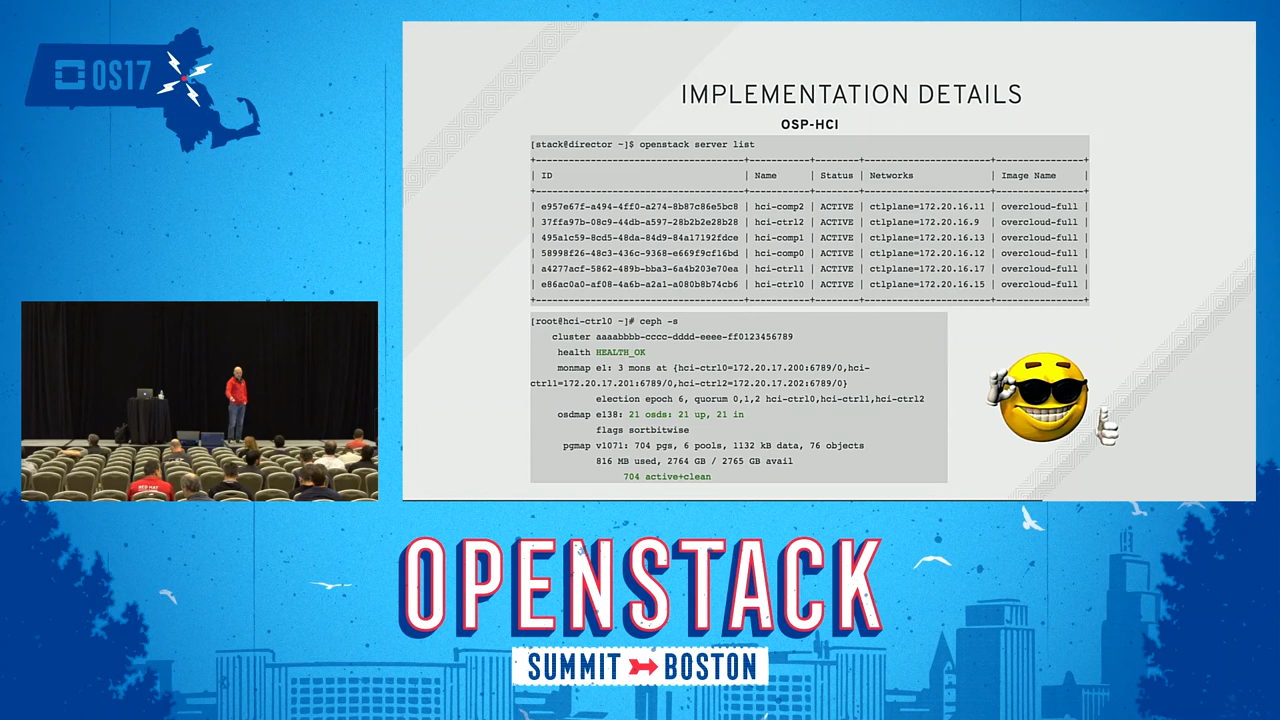 OS17
IMPLEMENTATION DETAILS
OSP-HCI
[stack@director ~]$ openstack server list
+--------------------------------------+-----------+--------+-----------------------+----------------+
| ID | Name | Status | Networks | Image Name |
+--------------------------------------+-----------+--------+-----------------------+----------------+
| e957e67f-a494-4ff0-a274-8b87c86e5bc8 | hci-comp2 | ACTIVE | ctlplane=172.20.16.11 | overcloud-full |
| 37ffa97b-08c9-44db-a597-28b2b2e28b28 | hci-ctrl2 | ACTIVE | ctlplane=172.20.16.9 | overcloud-full |
| 495a1c59-8cd5-48da-84d9-84a17192fdce | hci-comp1 | ACTIVE | ctlplane=172.20.16.13 | overcloud-full |
| 58998f26-48c3-436c-9368-e669f9cf16bd | hci-comp0 | ACTIVE | ctlplane=172.20.16.12 | overcloud-full |
| a4277acf-5862-489b-bba3-6a4b203e70ea | hci-ctrl1 | ACTIVE | ctlplane=172.20.16.17 | overcloud-full |
| e86ac0a0-af08-4a6b-a2a1-a080b8b74cb6 | hci-ctrl0 | ACTIVE | ctlplane=172.20.16.15 | overcloud-full |
+--------------------------------------+-----------+--------+-----------------------+----------------+
[root@hci-ctrl0 ~]# ceph -s
cluster aaaabbbb-cccc-dddd-eeee-ff0123456789
health HEALTH_OK
monmap e1: 3 mons at {hci-ctrl0=172.20.17.200:6789/0,hci-
ctrl1=172.20.17.201:6789/0,hci-ctrl2=172.20.17.202:6789/0}
election epoch 6, quorum 0,1,2 hci-ctrl0,hci-ctrl1,hci-ctrl2
osdmap e138: 21 osds: 21 up, 21 in
flags sortbitwise
pgmap v1071: 704 pgs, 6 pools, 1132 kB data, 76 objects
816 MB used, 2764 GB / 2765 GB avail
704 active+clean
RED HAT
OPENSTACK
SUMMIT BOSTON